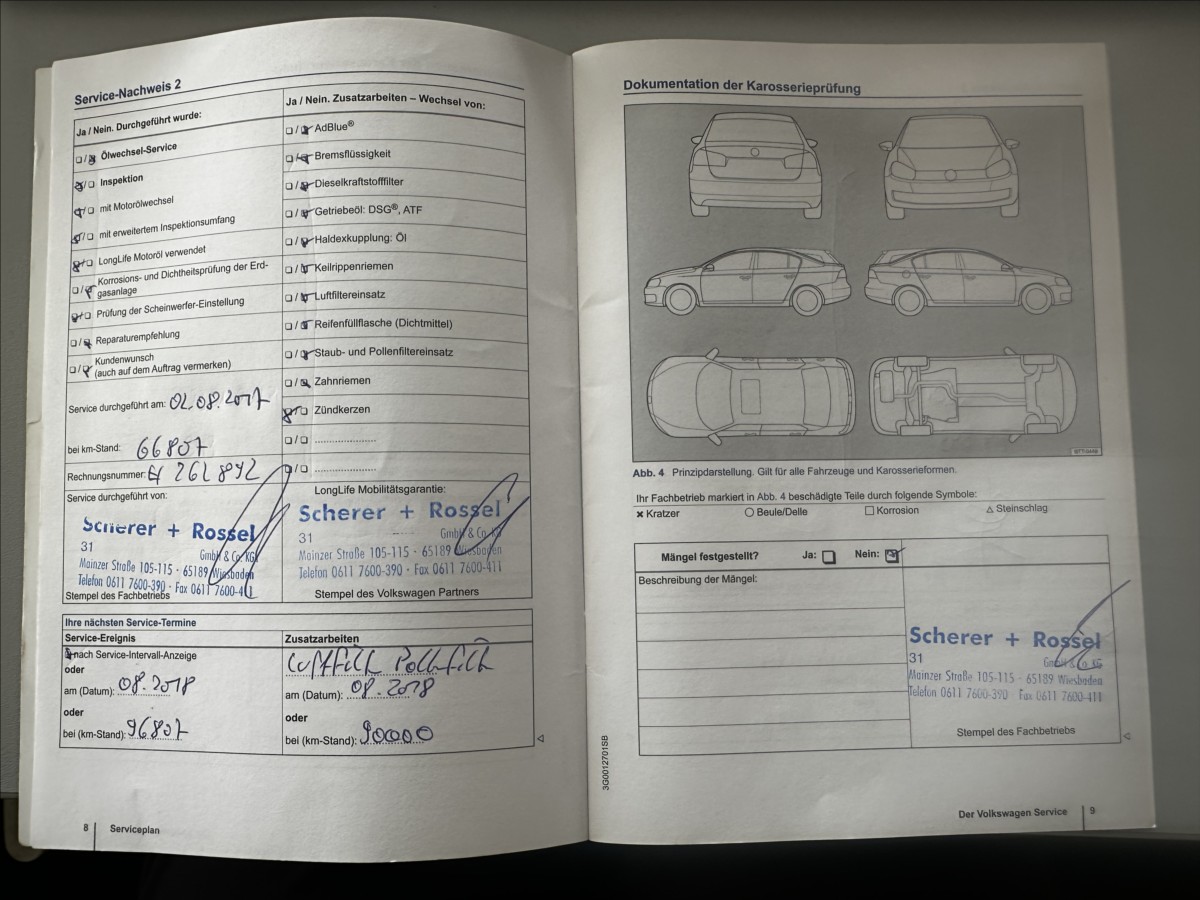 Service-Nachweis 2
Ja / Nein. Durchgeführt wurde:
☐/☒ Ölwechsel-Service
☒/☐ Inspektion
☒/☐ mit Motorölwechsel
☒/☐ mit erweitertem Inspektionsumfang
☒/☐ LongLife Motoröl verwendet
☐/☒ Korrosions- und Dichtheitsprüfung der Erd-
gasanlage
☒/☐ Prüfung der Scheinwerfer-Einstellung
☐/☒ Reparaturempfehlung
☐/☒ Kundenwunsch
(auch auf dem Auftrag vermerken)
Service durchgeführt am: 02.08.2017
bei km-Stand: 66807
Rechnungsnummer: 262892
Service durchgeführt von:
Scherer + Rossel
31 GmbH & Co. KG
Mainzer Straße 105-115 · 65189 Wiesbaden
Telefon 0611 7600-390 · Fax 0611 7600-411
Stempel des Fachbetriebs
Ja / Nein. Zusatzarbeiten – Wechsel von:
☐/☒ AdBlue®
☐/☒ Bremsflüssigkeit
☐/☒ Dieselkraftstofffilter
☐/☒ Getriebeöl: DSG®, ATF
☐/☒ Haldexkupplung: Öl
☐/☒ Keilrippenriemen
☐/☒ Luftfiltereinsatz
☐/☒ Reifenfüllflasche (Dichtmittel)
☐/☒ Staub- und Pollenfiltereinsatz
☐/☒ Zahnriemen
☒/☐ Zündkerzen
☐/☐ .....................
☐/☐ .....................
LongLife Mobilitätsgarantie:
Scherer + Rossel
31 GmbH & Co. KG
Mainzer Straße 105-115 · 65189 Wiesbaden
Telefon 0611 7600-390 · Fax 0611 7600-411
Stempel des Volkswagen Partners
Ihre nächsten Service-Termine
Service-Ereignis
☒ nach Service-Intervall-Anzeige
oder
am (Datum): 08.2018
oder
bei (km-Stand): 96807
Zusatzarbeiten
Luftfilt Pollenfilt
am (Datum): 08.2018
oder
bei (km-Stand): 90000
8 | Serviceplan
Dokumentation der Karosserieprüfung
Abb. 4 Prinzipdarstellung. Gilt für alle Fahrzeuge und Karosserieformen.
Ihr Fachbetrieb markiert in Abb. 4 beschädigte Teile durch folgende Symbole:
× Kratzer ○ Beule/Delle ☐ Korrosion △ Steinschlag
Mängel festgestellt? Ja: ☐ Nein: ☒
Beschreibung der Mängel:
Scherer + Rossel
31 GmbH & Co. KG
Mainzer Straße 105-115 · 65189 Wiesbaden
Telefon 0611 7600-390 · Fax 0611 7600-411
Stempel des Fachbetriebs
3G0012701SB
Der Volkswagen Service | 9